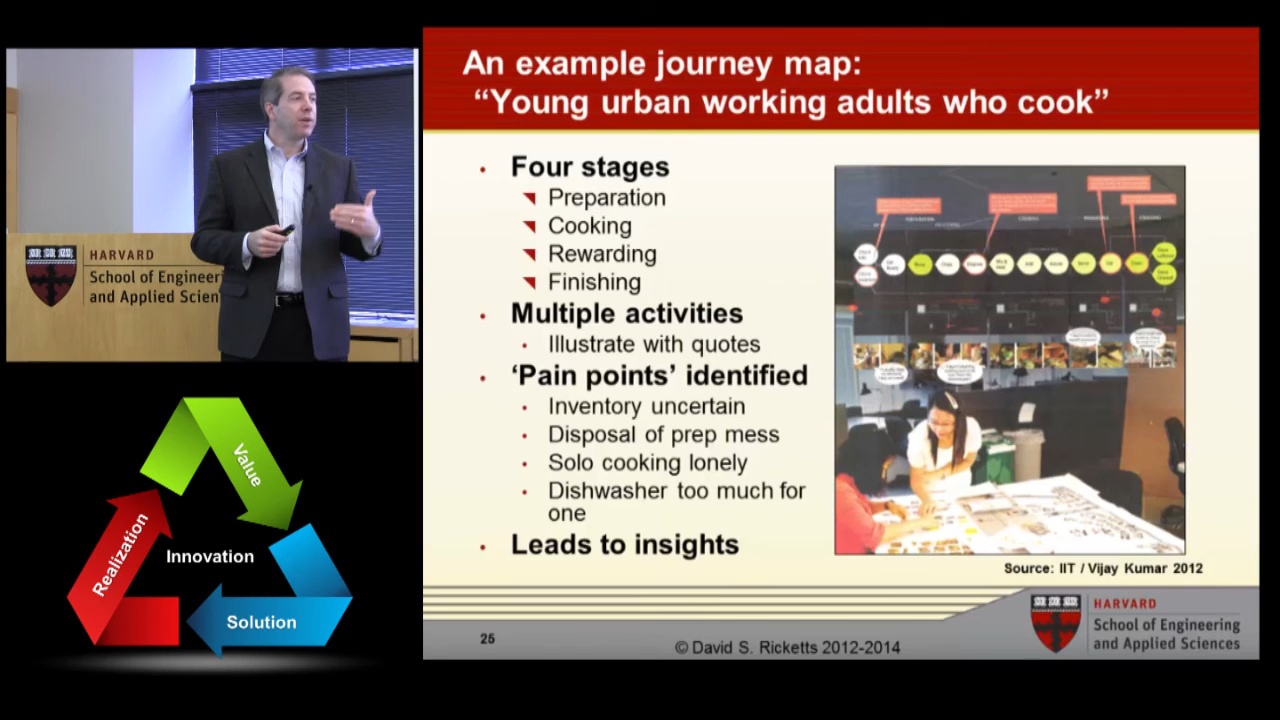 An example journey map:
“Young urban working adults who cook”
Four stages
Preparation
Cooking
Rewarding
Finishing
Multiple activities
Illustrate with quotes
‘Pain points’ identified
Inventory uncertain
Disposal of prep mess
Solo cooking lonely
Dishwasher too much for
one
Leads to insights
Source: IIT / Vijay Kumar 2012
25
© David S. Ricketts 2012-2014
HARVARD
School of Engineering
and Applied Sciences
HARVARD
School of Engineeri
and Applied Scien
Value
Realization
Innovation
Solution